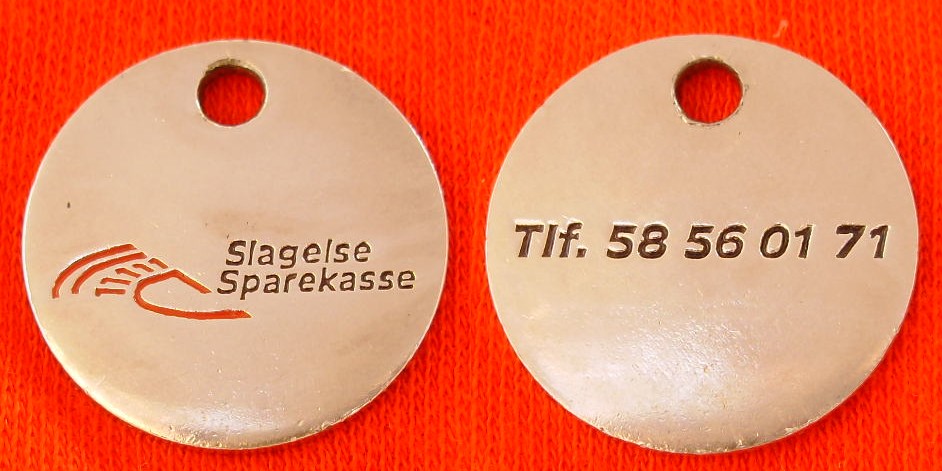 Slagelse
Sparekasse
Tlf. 58 56 01 71